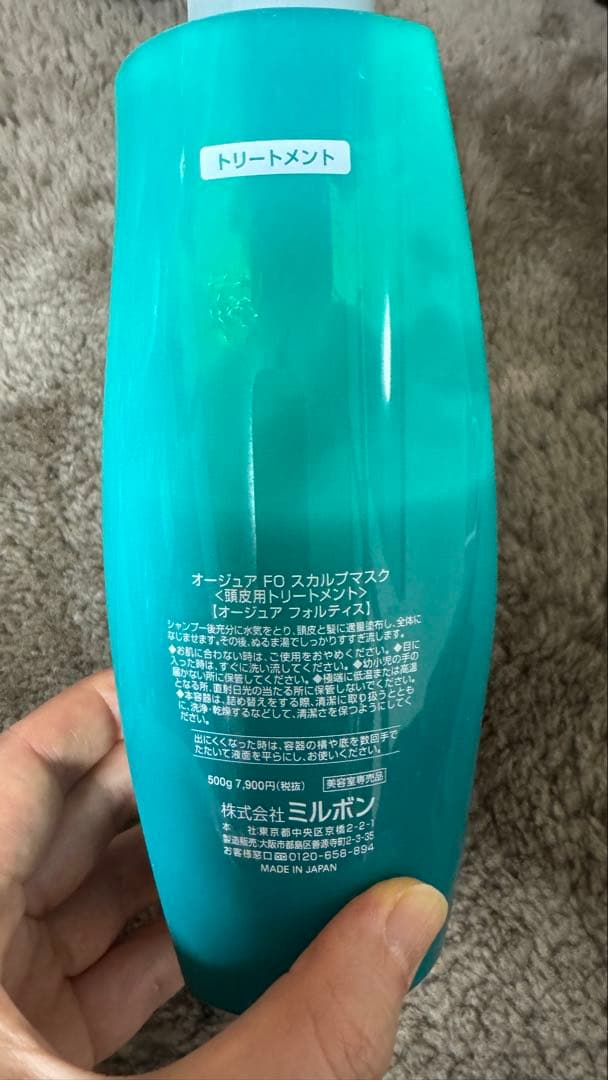 トリートメント
オージュア FO スカルプマスク
<頭皮用トリートメント>
【オージュア フォルティス】
シャンプー後充分に水気をとり、頭皮と髪に適量塗布し、全体に
なじませます。その後、ぬるま湯でしっかりすすぎ流します。
◆お肌に合わない時は、ご使用をおやめください。◆目に
入った時は、すぐに洗い流してください。◆幼小児の手の
届かない所に保管してください。◆極端に低温または高温
となる所、直射日光の当たる所に保管しないでください。
◆本容器は、詰め替えをする際、清潔に取り扱うととも
に、洗浄・乾燥するなどして、清潔さを保つようにしてく
ださい。
出にくくなった時は、容器の横や底を数回手で
たたいて液面を平らにし、お使いください。
500g 7,900円(税抜) 美容室専売品
株式会社 ミルボン
本 社:東京都中央区京橋2-2-1
製造販売:大阪市都島区善源寺町2-3-35
お客様窓口 0120-658-894
MADE IN JAPAN